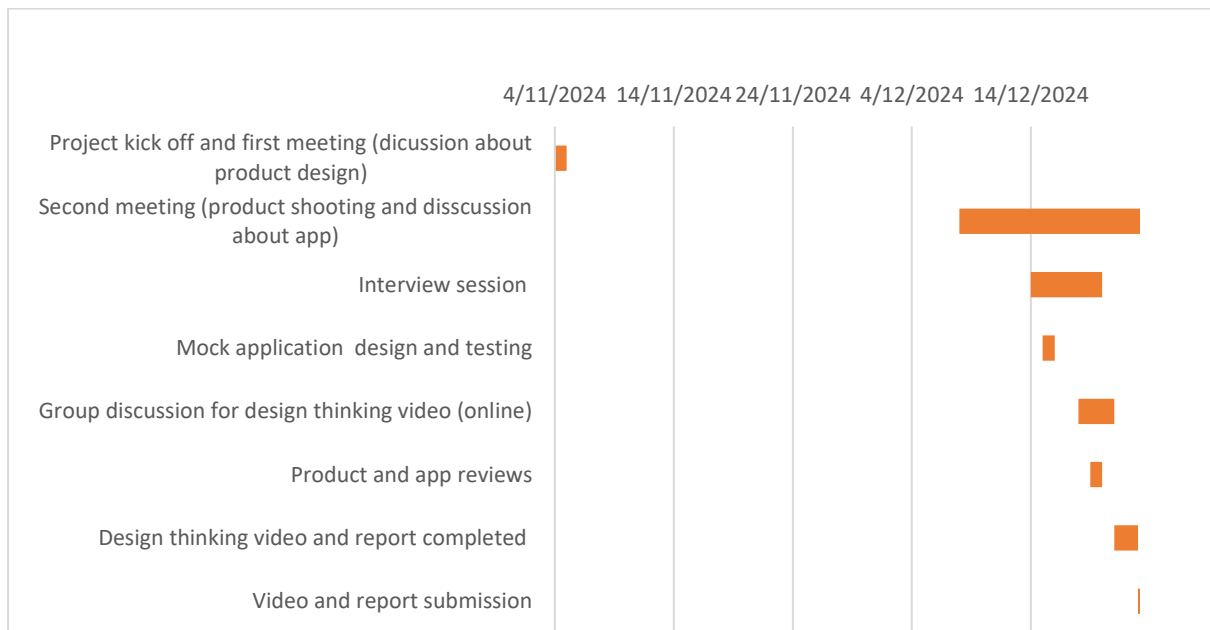 4/11/2024 14/11/2024 24/11/2024 4/12/2024 14/12/2024
Project kick off and first meeting (dicussion about
product design)
Second meeting (product shooting and disscussion
about app)
Interview session
Mock application  design and testing
Group discussion for design thinking video (online)
Product and app reviews
Design thinking video and report completed
Video and report submission